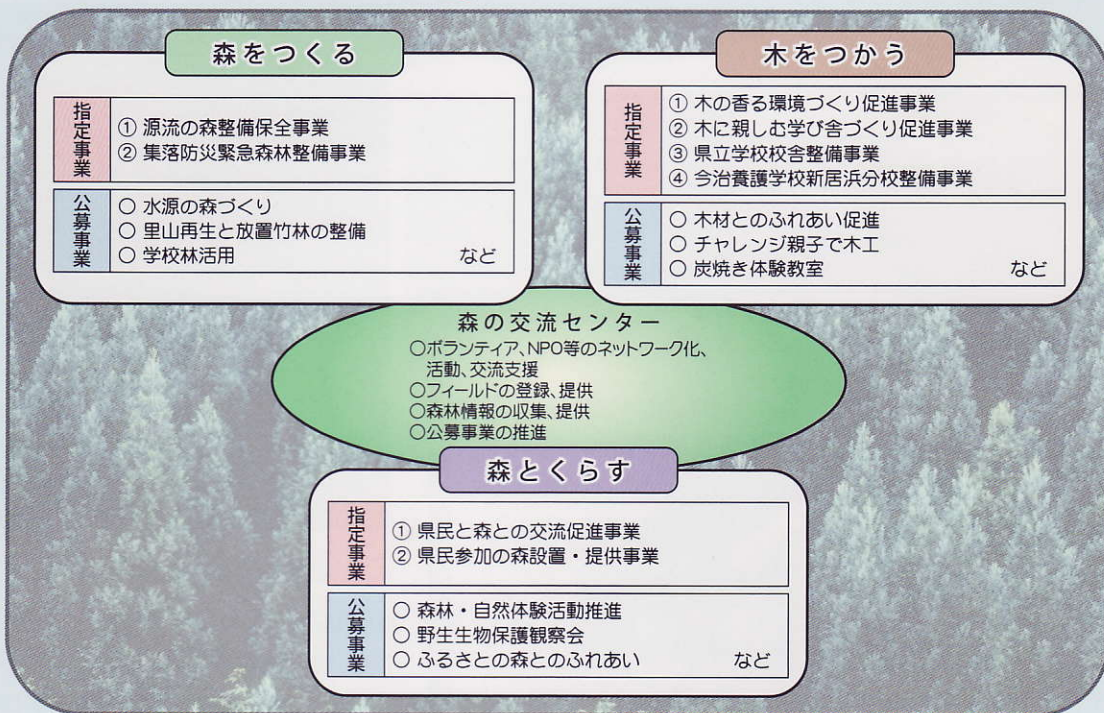 森をつくる
指定事業
① 源流の森整備保全事業
② 集落防災緊急森林整備事業
公募事業
○ 水源の森づくり
○ 里山再生と放置竹林の整備
○ 学校林活用 など
木をつかう
指定事業
① 木の香る環境づくり促進事業
② 木に親しむ学び舎づくり促進事業
③ 県立学校校舎整備事業
④ 今治養護学校新居浜分校整備事業
公募事業
○ 木材とのふれあい促進
○ チャレンジ親子で木工
○ 炭焼き体験教室 など
森の交流センター
○ボランティア、NPO等のネットワーク化、
活動、交流支援
○フィールドの登録、提供
○森林情報の収集、提供
○公募事業の推進
森とくらす
指定事業
① 県民と森との交流促進事業
② 県民参加の森設置・提供事業
公募事業
○ 森林・自然体験活動推進
○ 野生生物保護観察会
○ ふるさとの森とのふれあい など